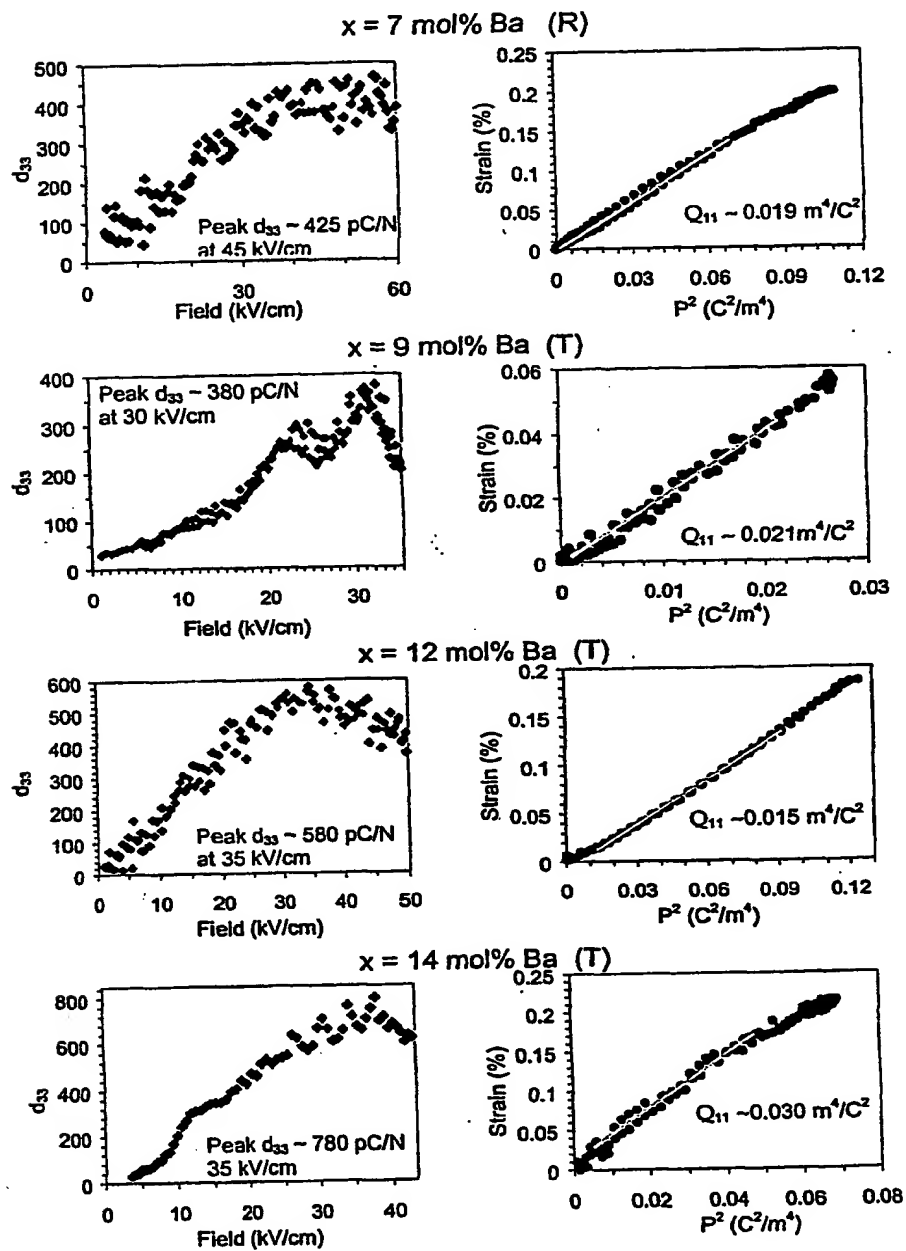 x = 7 mol% Ba (R)
500
400
300
200
100
0
d₃₃
Peak d₃₃ ~ 425 pC/N
at 45 kV/cm
0 30 60
Field (kV/cm)
0.25
0.2
0.15
0.1
0.05
0
Strain (%)
Q₁₁ ~ 0.019 m⁴/C²
0 0.03 0.06 0.09 0.12
P² (C²/m⁴)
x = 9 mol% Ba (T)
400
300
200
100
0
d₃₃
Peak d₃₃ ~ 380 pC/N
at 30 kV/cm
0 10 20 30
Field (kV/cm)
0.06
0.04
0.02
0
Strain (%)
Q₁₁ ~ 0.021m⁴/C²
0 0.01 0.02 0.03
P² (C²/m⁴)
x = 12 mol% Ba (T)
600
500
400
300
200
100
0
d₃₃
Peak d₃₃ ~ 580 pC/N
at 35 kV/cm
0 10 20 30 40 50
Field (kV/cm)
0.2
0.15
0.1
0.05
0
Strain (%)
Q₁₁ ~0.015 m⁴/C²
0 0.03 0.06 0.09 0.12
P² (C²/m⁴)
x = 14 mol% Ba (T)
800
600
400
200
0
d₃₃
Peak d₃₃ ~ 780 pC/N
35 kV/cm
0 10 20 30 40
Field (kV/cm)
0.25
0.2
0.15
0.1
0.05
0
Strain (%)
Q₁₁ ~0.030 m⁴/C²
0 0.02 0.04 0.06 0.08
P² (C²/m⁴)